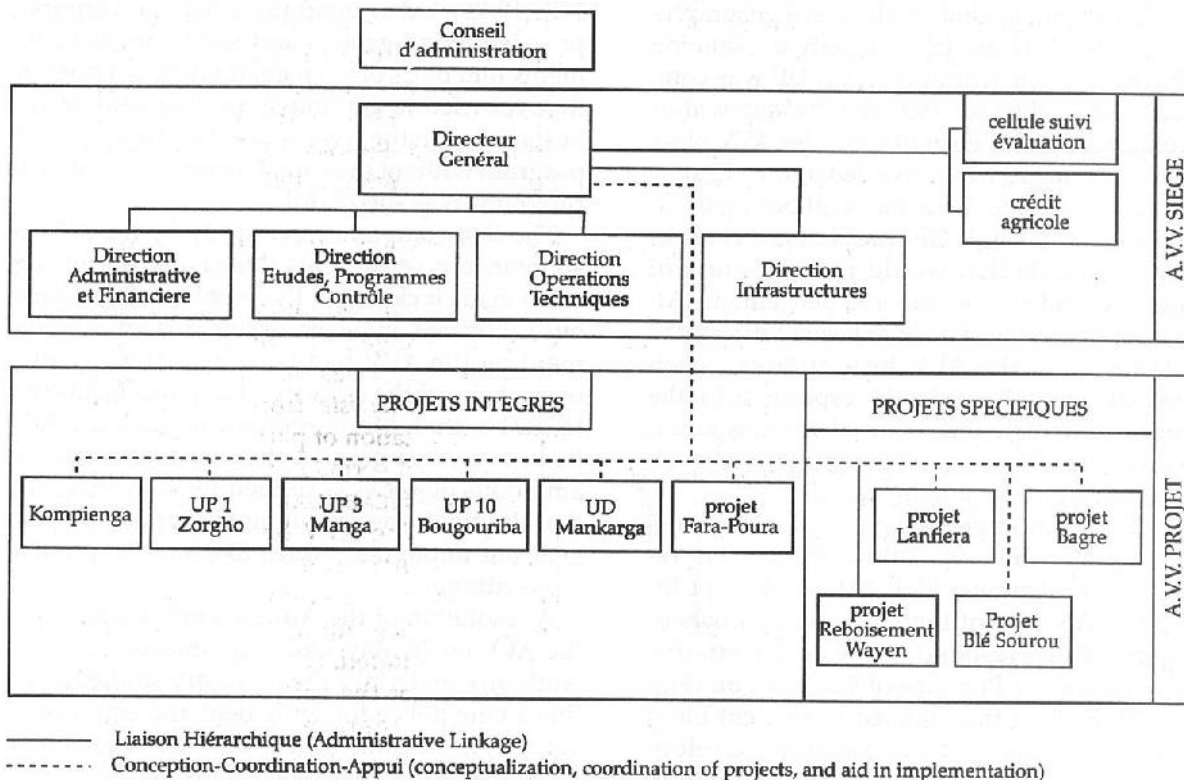 Conseil
d'administration
Directeur
Général
cellule suivi
évaluation
crédit
agricole
Direction
Administrative
et Financiere
Direction
Etudes, Programmes
Contrôle
Direction
Operations
Techniques
Direction
Infrastructures
A.V.V. SIEGE
PROJETS INTEGRES
PROJETS SPECIFIQUES
Kompienga
UP 1
Zorgho
UP 3
Manga
UP 10
Bougouriba
UD
Mankarga
projet
Fara-Poura
projet
Lanfiera
projet
Bagre
projet
Reboisement
Wayen
Projet
Blé Sourou
A.V.V. PROJET
Liaison Hiérarchique (Administrative Linkage)
Conception-Coordination-Appui (conceptualization, coordination of projects, and aid in implementation)